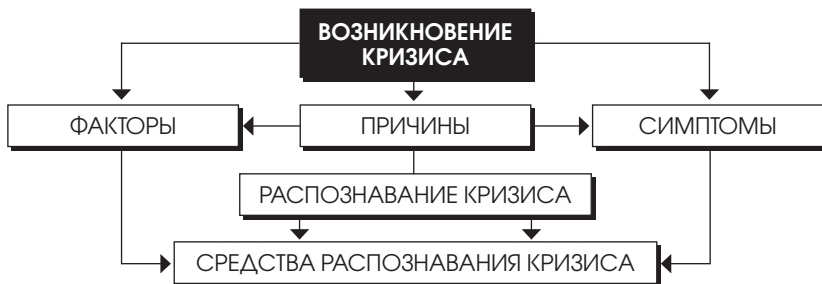 ВОЗНИКНОВЕНИЕ
КРИЗИСА
ФАКТОРЫ
ПРИЧИНЫ
СИМПТОМЫ
РАСПОЗНАВАНИЕ КРИЗИСА
СРЕДСТВА РАСПОЗНАВАНИЯ КРИЗИСА